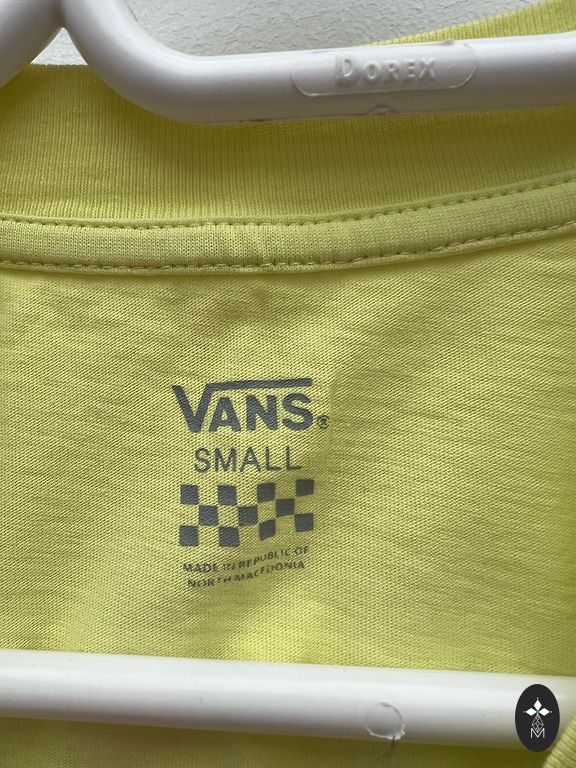 DOREX
VANS®
SMALL
MADE IN REPUBLIC OF
NORTH MACEDONIA
M